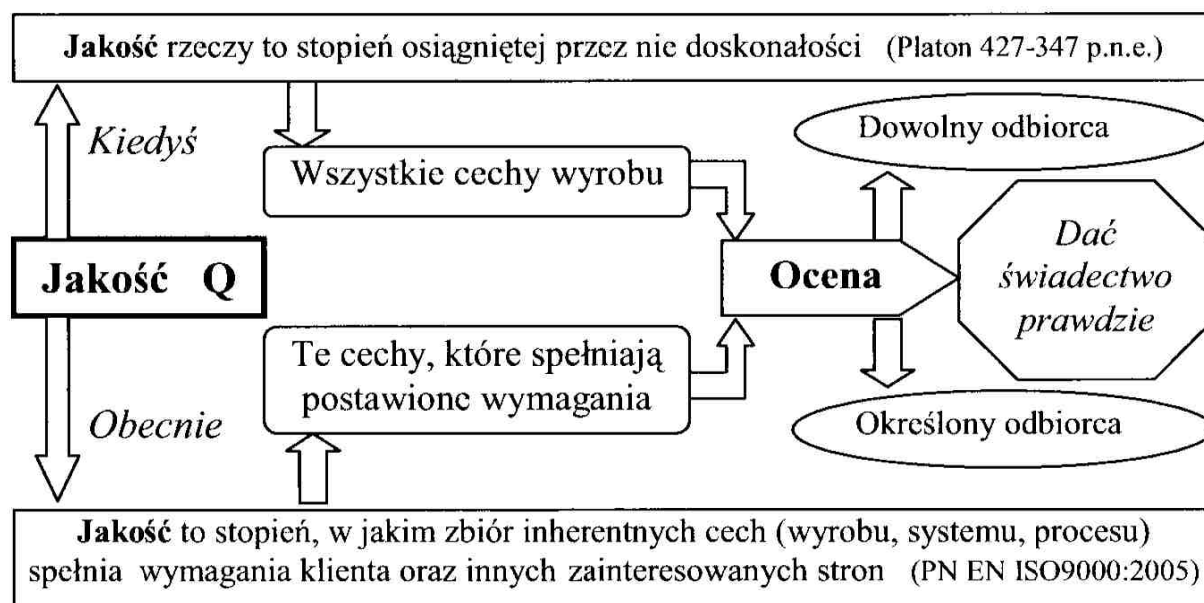 Jakość rzeczy to stopień osiągniętej przez nie doskonałości (Platon 427-347 p.n.e.)
Kiedyś
Wszystkie cechy wyrobu
Dowolny odbiorca
Jakość Q
Ocena
Dać
świadectwo
prawdzie
Te cechy, które spełniają
postawione wymagania
Obecnie
Określony odbiorca
Jakość to stopień, w jakim zbiór inherentnych cech (wyrobu, systemu, procesu)
spełnia wymagania klienta oraz innych zainteresowanych stron (PN EN ISO9000:2005)